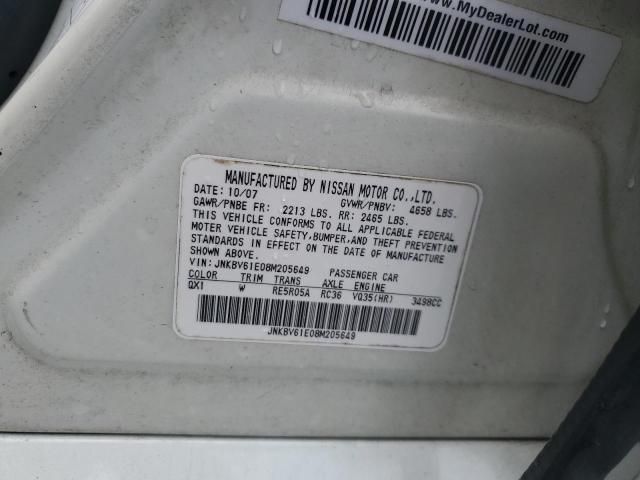 www.MyDealerLot.com
MANUFACTURED BY NISSAN MOTOR CO.,LTD.
DATE: 10/07 GVWR/PNBV: 4658 LBS.
GAWR/PNBE FR: 2213 LBS. RR: 2465 LBS.
THIS VEHICLE CONFORMS TO ALL APPLICABLE FEDERAL
MOTOR VEHICLE SAFETY, BUMPER, AND THEFT PREVENTION
STANDARDS IN EFFECT ON THE DATE OF MANUFACTURE
SHOWN ABOVE.
VIN: JNKBV61E08M205649 PASSENGER CAR
COLOR TRIM TRANS AXLE ENGINE
QX1 W RE5R05A RC36 VQ35(HR) 3498CC
JNKBV61E08M205649